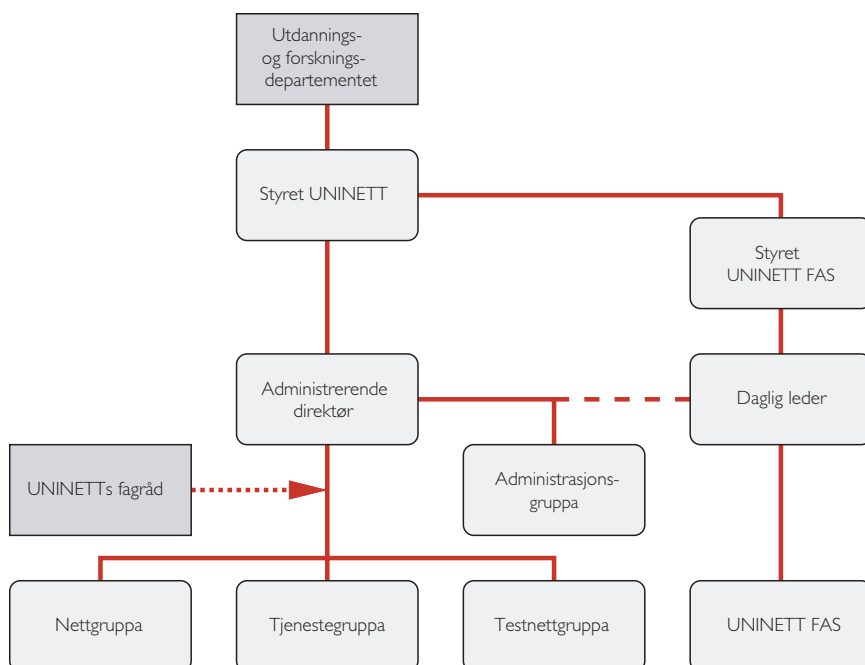 Utdannings-
og forsknings-
departementet
Styret UNINETT
Styret
UNINETT FAS
Administrerende
direktør
Daglig leder
UNINETTs fagråd
Administrasjons-
gruppa
Nettgruppa
Tjenestegruppa
Testnettgruppa
UNINETT FAS